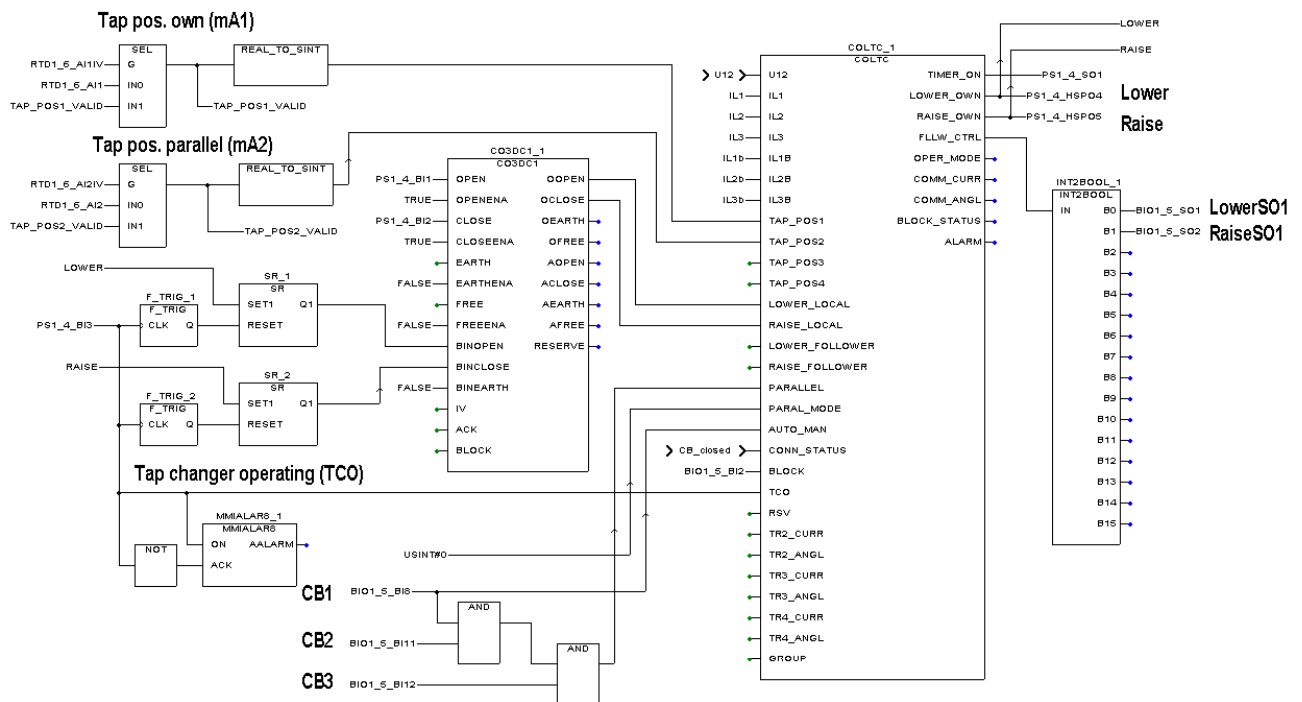 Tap pos. own (mA1)
SEL
RTD1_6_AI1IV G
RTD1_6_AI1 IN0
TAP_POS1_VALID IN1
REAL_TO_SINT
TAP_POS1_VALID
Tap pos. parallel (mA2)
SEL
RTD1_6_AI2IV G
RTD1_6_AI2 IN0
TAP_POS2_VALID IN1
REAL_TO_SINT
TAP_POS2_VALID
LOWER
F_TRIG_1
F_TRIG
PS1_4_BI3 CLK Q
SR_1
SR
SET1 Q1
RESET
RAISE
F_TRIG_2
F_TRIG
CLK Q
SR_2
SR
SET1 Q1
RESET
Tap changer operating (TCO)
NOT
MMIALAR8_1
MMIALAR8
ON AALARM
ACK
CO3DC1_1
CO3DC1
PS1_4_BI1 OPEN OOPEN
TRUE OPENENA OCLOSE
PS1_4_BI2 CLOSE OEARTH
TRUE CLOSEENA OFREE
EARTH AOPEN
FALSE EARTHENA ACLOSE
FREE AEARTH
FALSE FREEENA AFREE
BINOPEN RESERVE
BINCLOSE
FALSE BINEARTH
IV
ACK
BLOCK
USINT#0
CB1 BIO1_5_BI8
CB2 BIO1_5_BI11
CB3 BIO1_5_BI12
AND
AND
COLTC_1
COLTC
U12 U12 TIMER_ON PS1_4_SO1
IL1 IL1 LOWER_OWN PS1_4_HSPO4 Lower
IL2 IL2 RAISE_OWN PS1_4_HSPO5 Raise
IL3 IL3 FLLW_CTRL
IL1b IL1B OPER_MODE
IL2b IL2B COMM_CURR
IL3b IL3B COMM_ANGL
TAP_POS1 BLOCK_STATUS
TAP_POS2 ALARM
TAP_POS3
TAP_POS4
LOWER_LOCAL
RAISE_LOCAL
LOWER_FOLLOWER
RAISE_FOLLOWER
PARALLEL
PARAL_MODE
AUTO_MAN
CB_closed CONN_STATUS
BIO1_5_BI2 BLOCK
TCO
RSV
TR2_CURR
TR2_ANGL
TR3_CURR
TR3_ANGL
TR4_CURR
TR4_ANGL
GROUP
LOWER
RAISE
INT2BOOL_1
INT2BOOL
IN B0 BIO1_5_SO1 LowerSO1
B1 BIO1_5_SO2 RaiseSO1
B2
B3
B4
B5
B6
B7
B8
B9
B10
B11
B12
B13
B14
B15